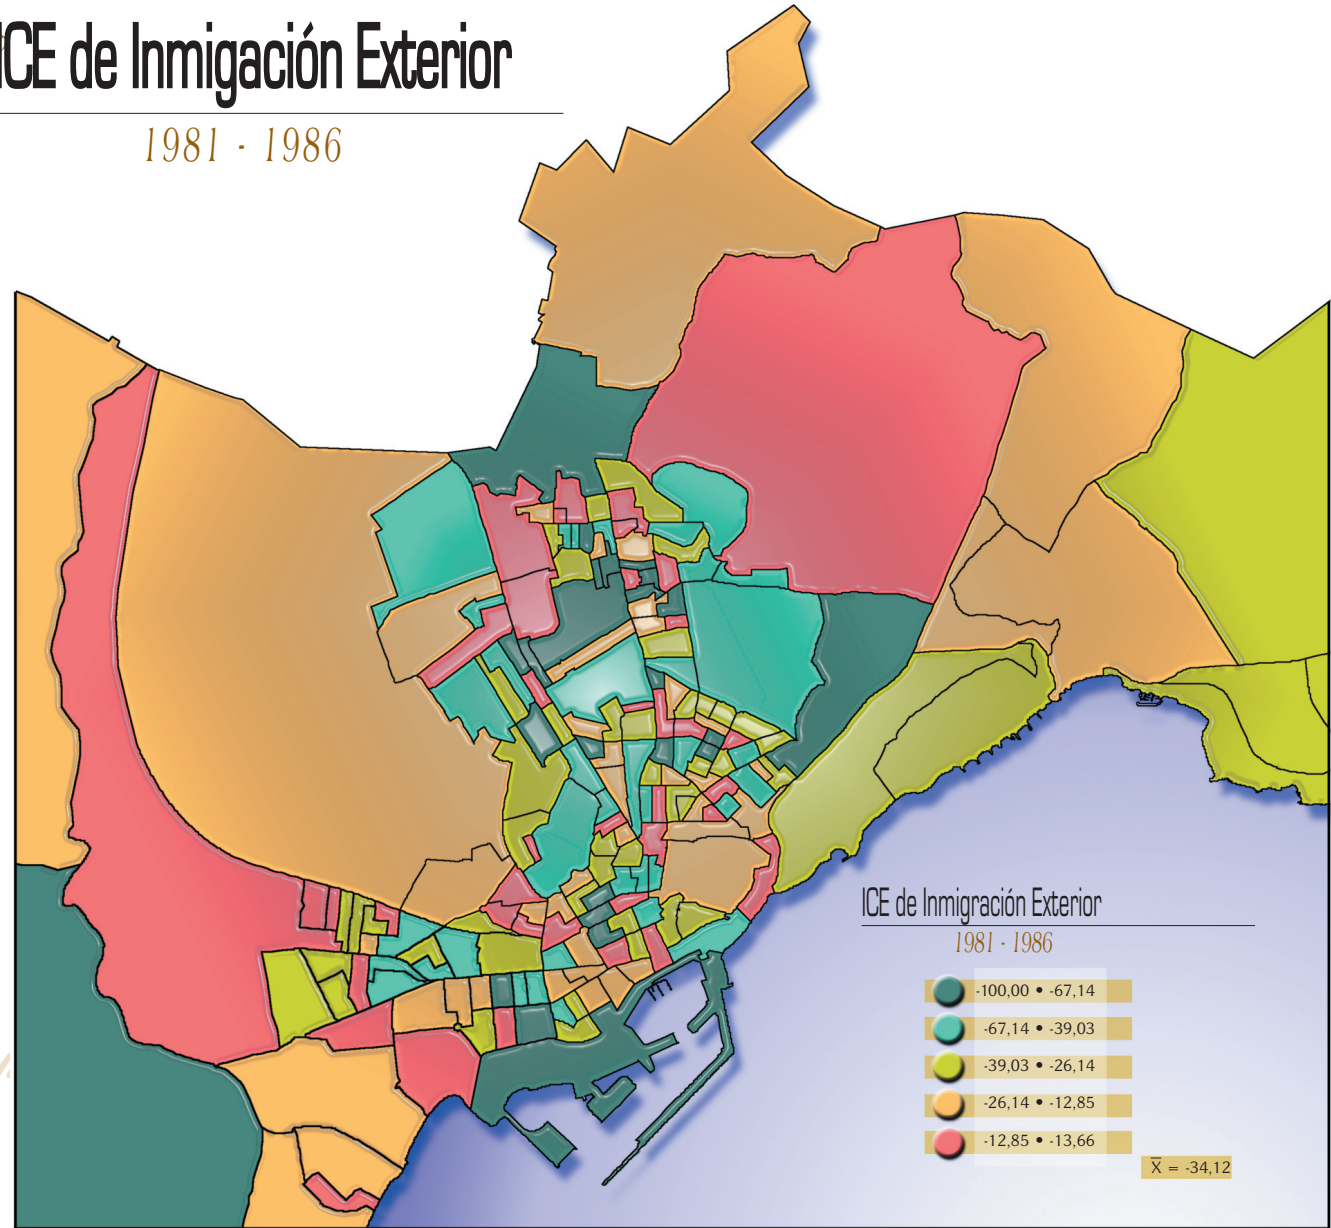 ICE de Inmigación Exterior
1981 - 1986
ICE de Inmigración Exterior
1981 - 1986
-100,00 • -67,14
-67,14 • -39,03
-39,03 • -26,14
-26,14 • -12,85
-12,85 • -13,66
X̅ = -34,12